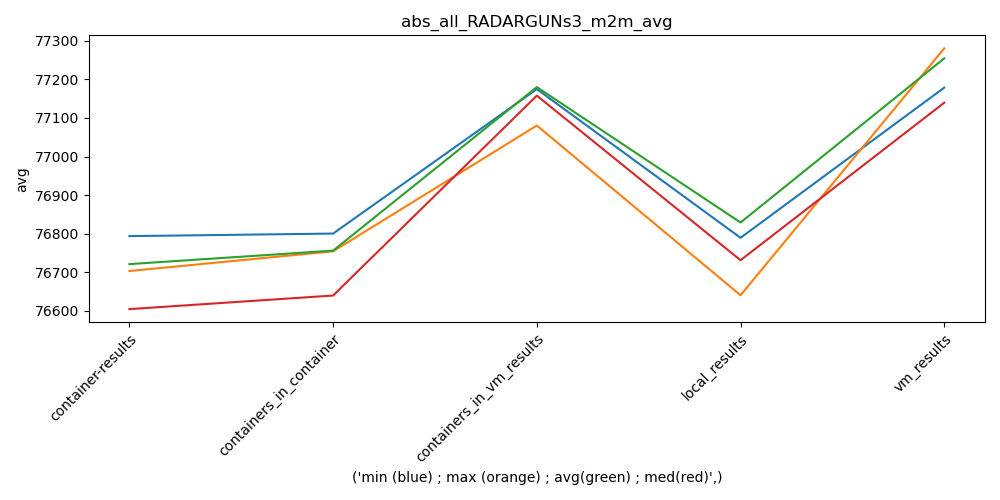 abs_all_RADARGUNs3_m2m_avg
77300
77200
77100
77000
76900
76800
76700
76600
avg
container-results
containers_in_container
containers_in_vm_results
local_results
vm_results
('min (blue) ; max (orange) ; avg(green) ; med(red)',)